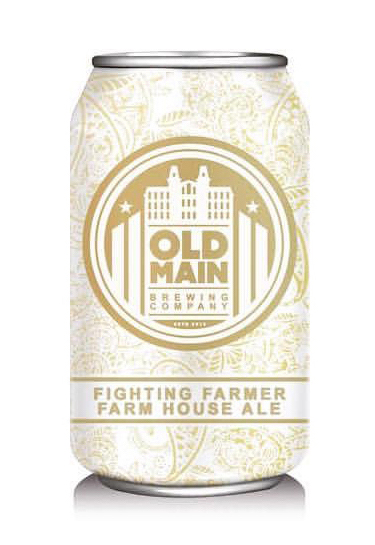 OLD
MAIN
BREWING
COMPANY
FIGHTING FARMER
FARM HOUSE ALE